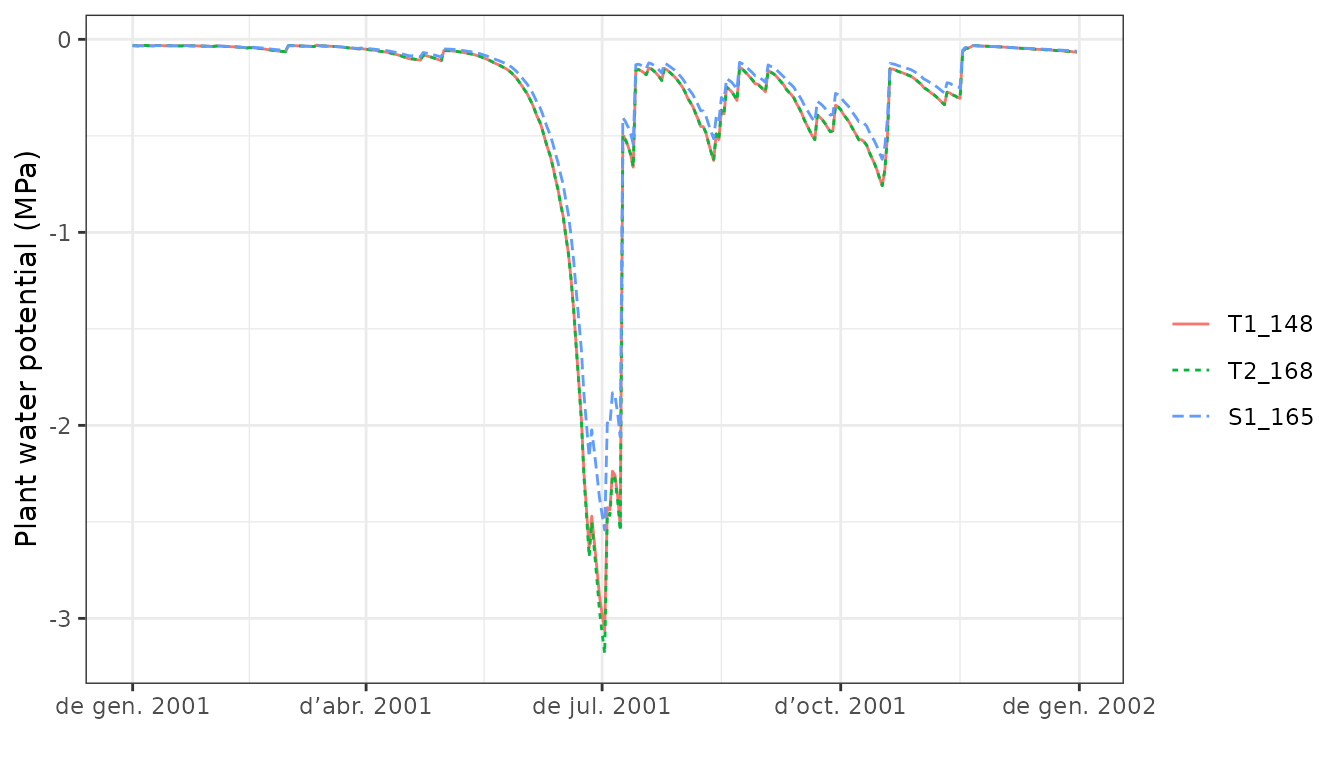 Plant water potential (MPa)
0
-1
-2
-3
de gen. 2001
d’abr. 2001
de jul. 2001
d’oct. 2001
de gen. 2002
T1_148
T2_168
S1_165